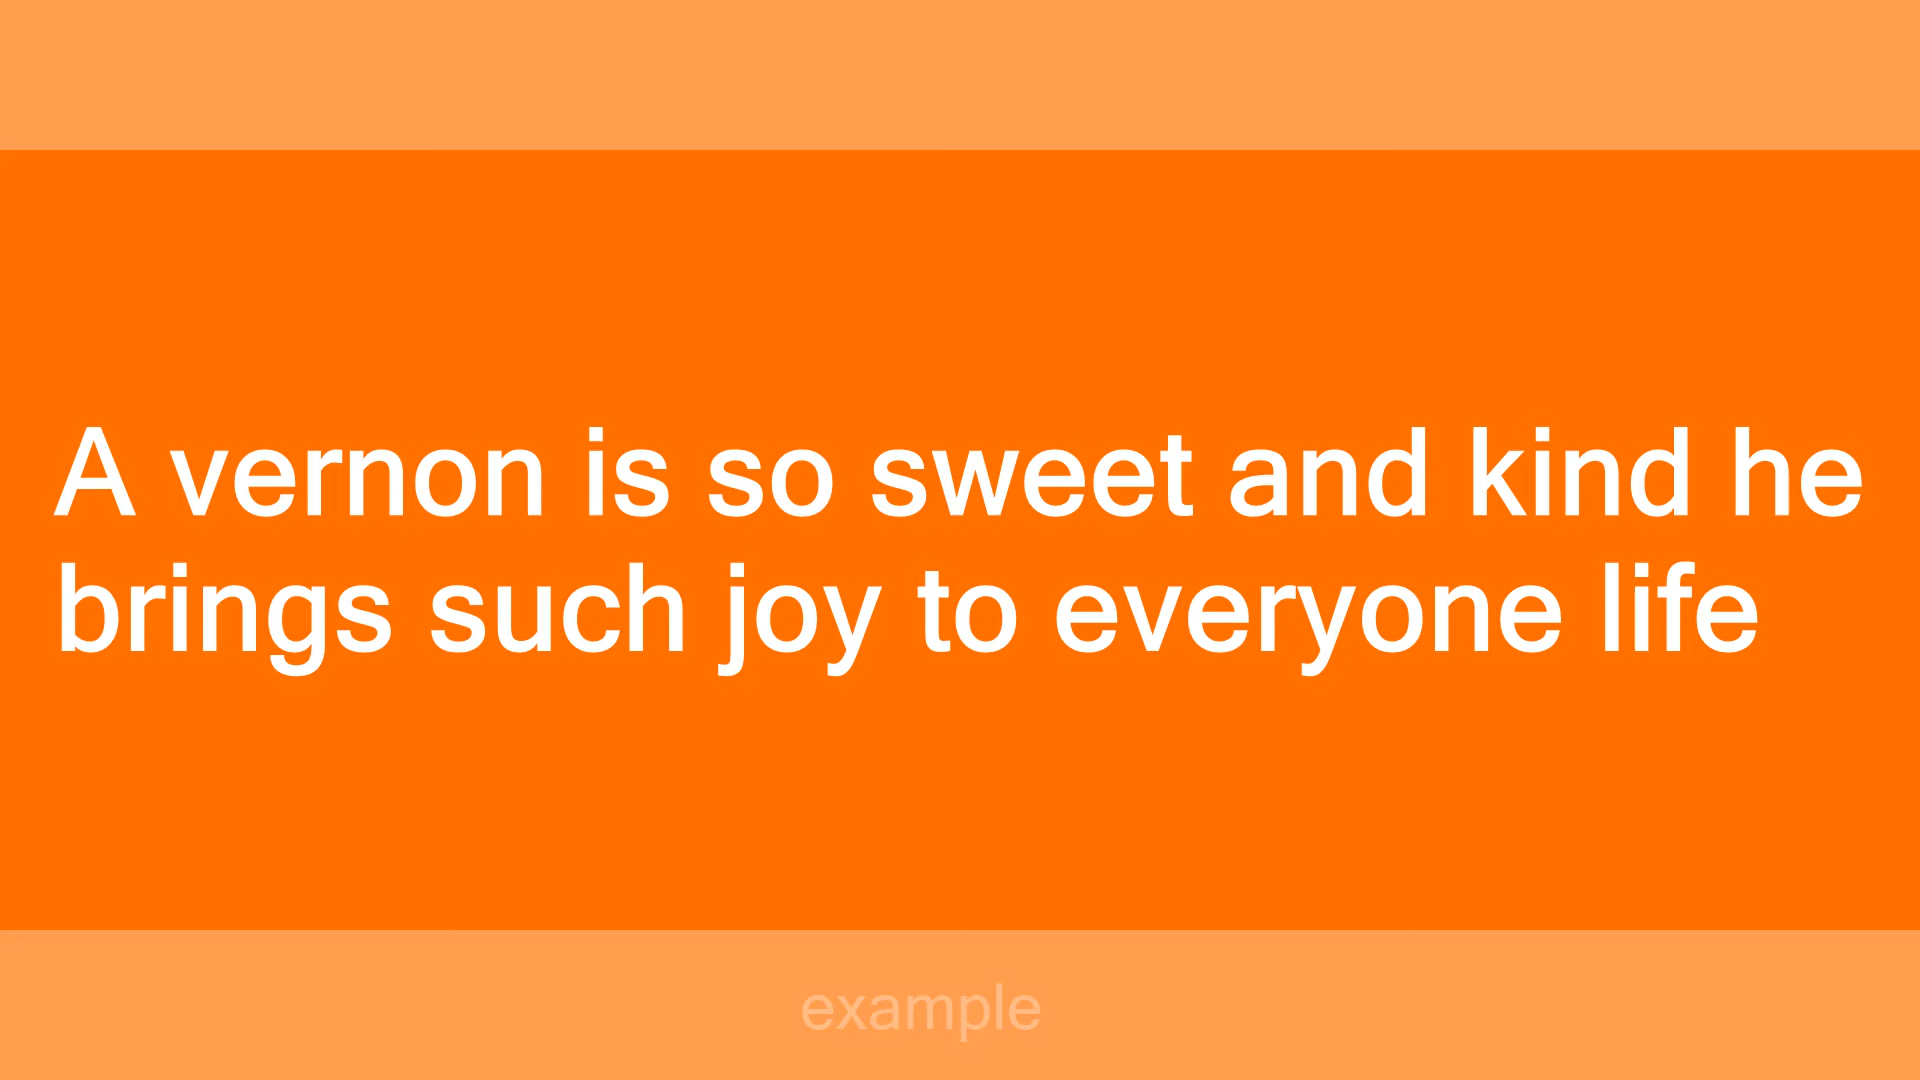 A vernon is so sweet and kind he
brings such joy to everyone life
example